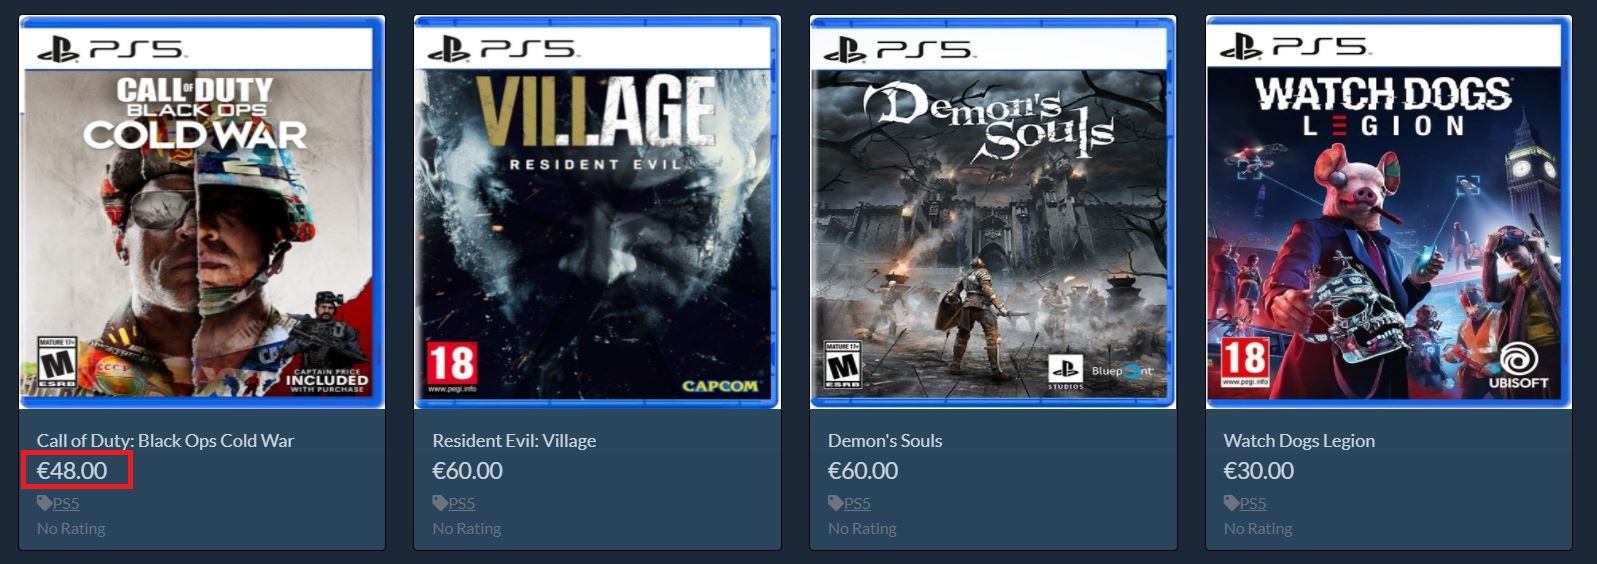 PS5
CALL OF DUTY
BLACK OPS
COLD WAR
MATURE 17+
M
ESRB
CAPTAIN PRICE
INCLUDED
WITH PURCHASE
Call of Duty: Black Ops Cold War
€48.00
PS5
No Rating
PS5
VILLAGE
RESIDENT EVIL
18
www.pegi.info
CAPCOM
Resident Evil: Village
€60.00
PS5
No Rating
PS5
Demon's
Souls
MATURE 17+
M
ESRB
STUDIOS
Bluepoint
Demon's Souls
€60.00
PS5
No Rating
PS5
WATCH DOGS
LEGION
18
www.pegi.info
UBISOFT
Watch Dogs Legion
€30.00
PS5
No Rating